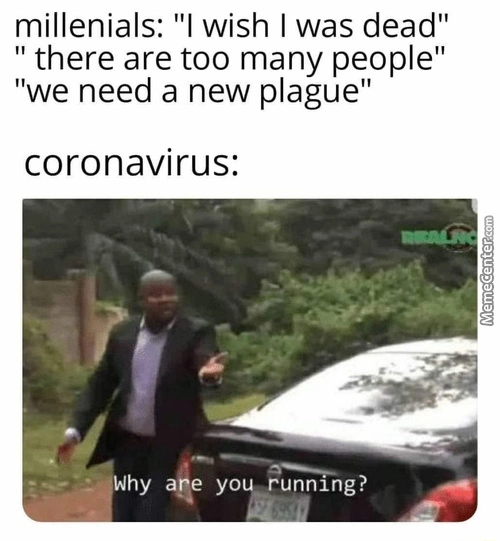 millenials: "I wish I was dead"
" there are too many people"
"we need a new plague"
coronavirus:
MemeCenter.com
Why are you running?